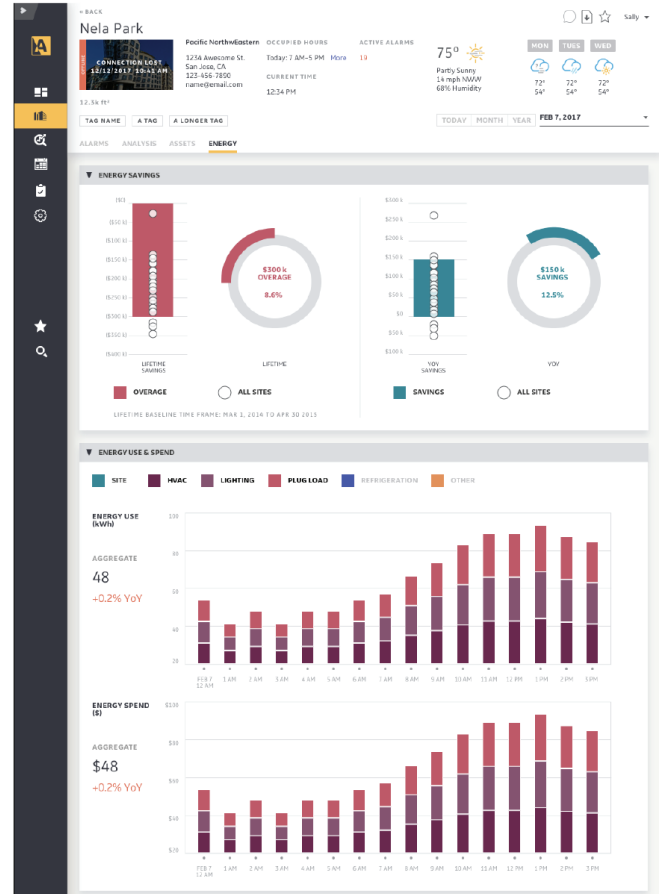 < BACK
Nela Park
Sally
OFFLINE
CONNECTION LOST
12/12/2017 10:41 AM
Pacific NorthwEastern
1234 Awesome St.
San Jose, CA
123-456-7890
name@email.com
OCCUPIED HOURS
Today: 7 AM–5 PM More
CURRENT TIME
12:34 PM
ACTIVE ALARMS
19
75°
Partly Sunny
14 mph NWW
68% Humidity
MON TUES WED
72° 72° 72°
54° 54° 54°
12.5k ft²
TAG NAME A TAG A LONGER TAG
TODAY MONTH YEAR FEB 7, 2017
ALARMS ANALYSIS ASSETS ENERGY
ENERGY SAVINGS
($50 k)
($100 k)
($150 k)
($200 k)
($250 k)
($300 k)
($350 k)
($400 k)
LIFETIME
SAVINGS
$300 k
OVERAGE
8.6%
LIFETIME
$300 k
$250 k
$200 k
$150 k
$100 k
$50 k
$0
$50 k
$100 k
YOY
SAVINGS
$150 k
SAVINGS
12.5%
YOY
OVERAGE ALL SITES
SAVINGS ALL SITES
LIFETIME BASELINE TIME FRAME: MAR 1, 2014 TO APR 30 2015
ENERGY USE & SPEND
SITE HVAC LIGHTING PLUG LOAD REFRIGERATION OTHER
ENERGY USE
(kWh)
AGGREGATE
48
+0.2% YoY
100
80
60
40
20
FEB 7
12 AM 1 AM 2 AM 3 AM 4 AM 5 AM 6 AM 7 AM 8 AM 9 AM 10 AM 11 AM 12 PM 1 PM 2 PM 3 PM
ENERGY SPEND
($)
AGGREGATE
$48
+0.2% YoY
$100
$80
$60
$40
$20
FEB 7
12 AM 1 AM 2 AM 3 AM 4 AM 5 AM 6 AM 7 AM 8 AM 9 AM 10 AM 11 AM 12 PM 1 PM 2 PM 3 PM